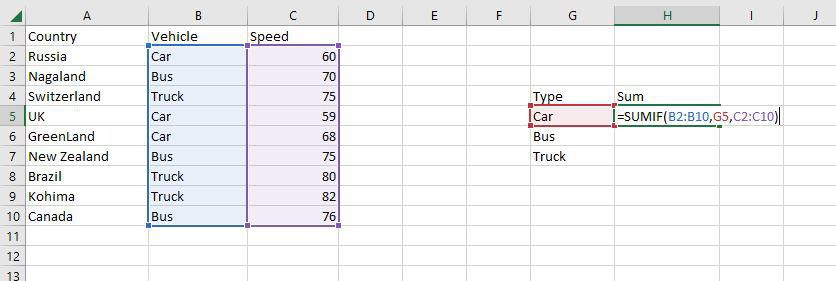 A B C D E F G H I J
1 Country Vehicle Speed
2 Russia Car 60
3 Nagaland Bus 70
4 Switzerland Truck 75 Type Sum
5 UK Car 59 Car =SUMIF(B2:B10,G5,C2:C10)
6 GreenLand Car 68 Bus
7 New Zealand Bus 75 Truck
8 Brazil Truck 80
9 Kohima Truck 82
10 Canada Bus 76
11
12
13